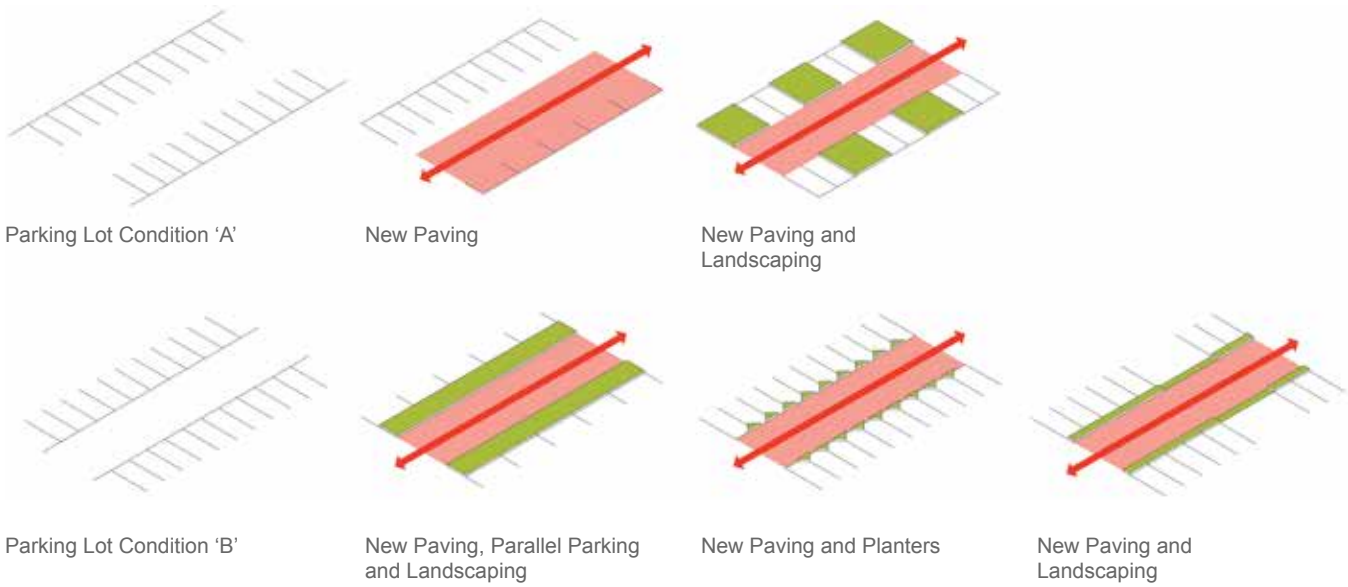 Parking Lot Condition ‘A’
New Paving
New Paving and
Landscaping
Parking Lot Condition ‘B’
New Paving, Parallel Parking
and Landscaping
New Paving and Planters
New Paving and
Landscaping